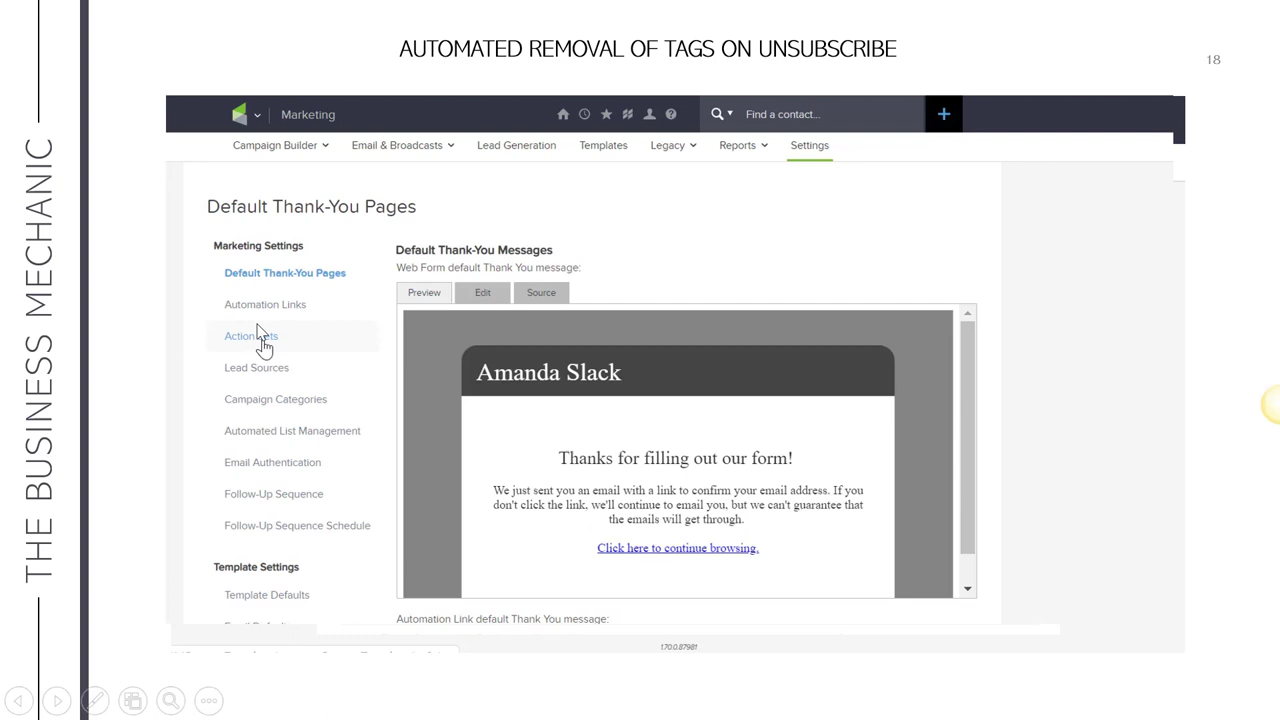 AUTOMATED REMOVAL OF TAGS ON UNSUBSCRIBE
18
THE BUSINESS MECHANIC
Marketing
Find a contact...
Campaign Builder
Email & Broadcasts
Lead Generation
Templates
Legacy
Reports
Settings
Default Thank-You Pages
Marketing Settings
Default Thank-You Pages
Automation Links
Action
Lead Sources
Campaign Categories
Automated List Management
Email Authentication
Follow-Up Sequence
Follow-Up Sequence Schedule
Template Settings
Template Defaults
Default Thank-You Messages
Web Form default Thank You message:
Preview
Edit
Source
Amanda Slack
Thanks for filling out our form!
We just sent you an email with a link to confirm your email address. If you
don't click the link, we'll continue to email you, but we can't guarantee that
the emails will get through.
Click here to continue browsing.
Automation Link default Thank You message:
1.70.0.87981